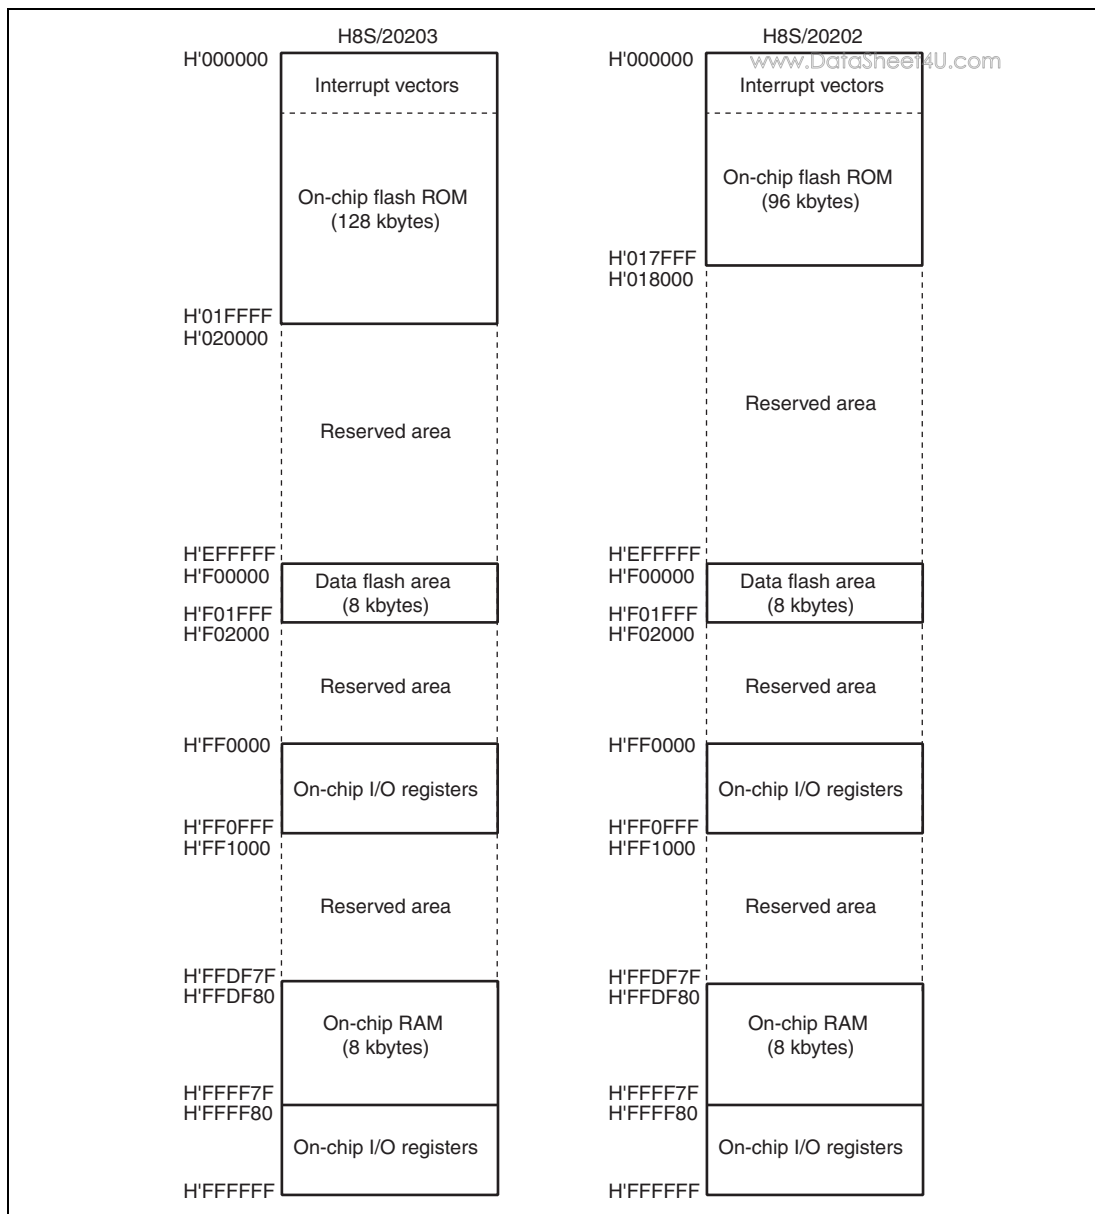 H8S/20203
H'000000
Interrupt vectors
On-chip flash ROM
(128 kbytes)
H'01FFFF
H'020000
Reserved area
H'EFFFFF
H'F00000
Data flash area
(8 kbytes)
H'F01FFF
H'F02000
Reserved area
H'FF0000
On-chip I/O registers
H'FF0FFF
H'FF1000
Reserved area
H'FFDF7F
H'FFDF80
On-chip RAM
(8 kbytes)
H'FFFF7F
H'FFFF80
On-chip I/O registers
H'FFFFFF
H8S/20202
www.DataSheet4U.com
H'000000
Interrupt vectors
On-chip flash ROM
(96 kbytes)
H'017FFF
H'018000
Reserved area
H'EFFFFF
H'F00000
Data flash area
(8 kbytes)
H'F01FFF
H'F02000
Reserved area
H'FF0000
On-chip I/O registers
H'FF0FFF
H'FF1000
Reserved area
H'FFDF7F
H'FFDF80
On-chip RAM
(8 kbytes)
H'FFFF7F
H'FFFF80
On-chip I/O registers
H'FFFFFF